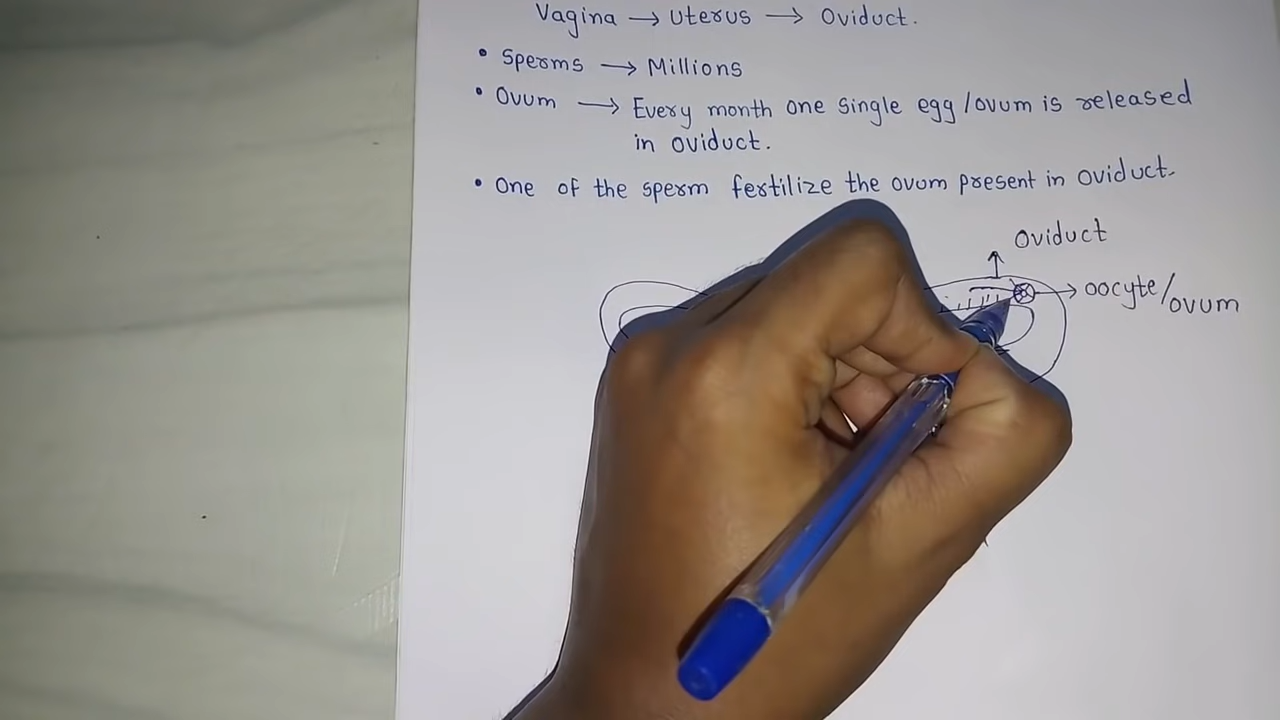 Vagina → Uterus → Oviduct.
• Sperms → Millions
• Ovum → Every month one single egg/ovum is released
in oviduct.
• One of the sperm fertilize the ovum present in oviduct.
Oviduct
oocyte/ovum